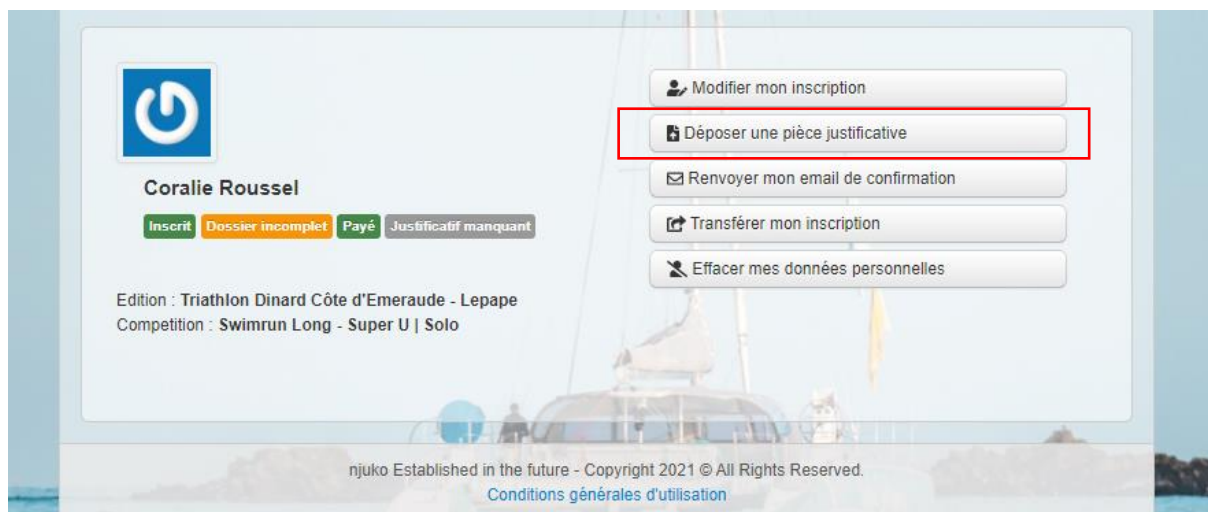 Modifier mon inscription
Déposer une pièce justificative
Renvoyer mon email de confirmation
Transférer mon inscription
Effacer mes données personnelles
Coralie Roussel
Inscrit Dossier incomplet Payé Justificatif manquant
Edition : Triathlon Dinard Côte d'Emeraude - Lepape
Competition : Swimrun Long - Super U | Solo
njuko Established in the future - Copyright 2021 © All Rights Reserved.
Conditions générales d'utilisation